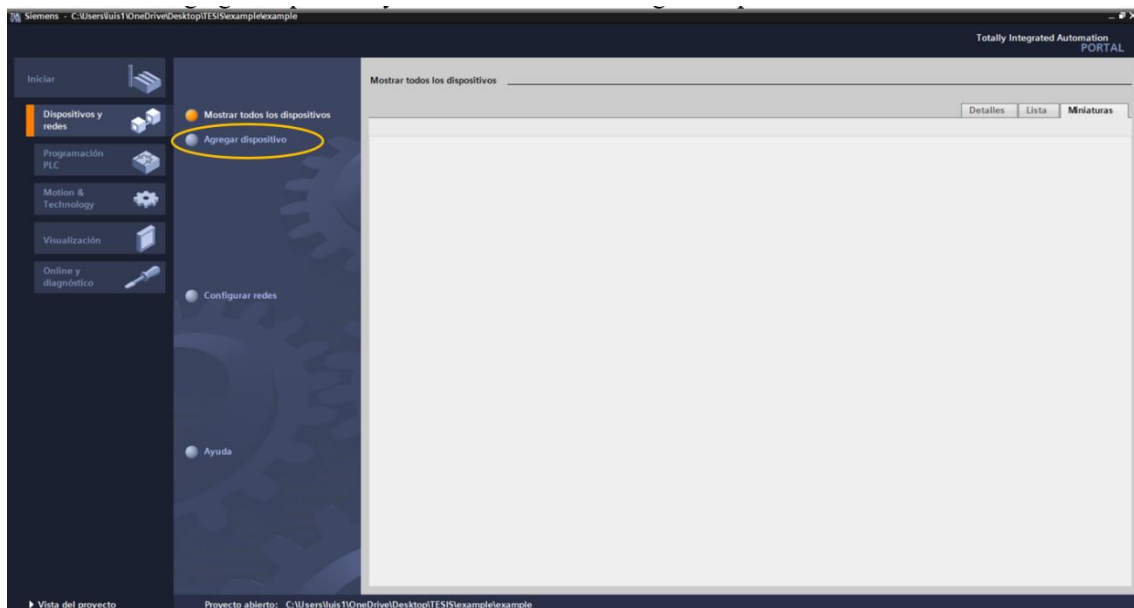 Siemens - C:\Users\luis1\OneDrive\Desktop\TESIS\example\example
Totally Integrated Automation
PORTAL
Iniciar
Dispositivos y
redes
Programación
PLC
Motion &
Technology
Visualización
Online y
diagnóstico
Mostrar todos los dispositivos
Agregar dispositivo
Configurar redes
Ayuda
Mostrar todos los dispositivos
Detalles Lista Miniaturas
Vista del proyecto
Proyecto abierto: C:\Users\luis1\OneDrive\Desktop\TESIS\example\example